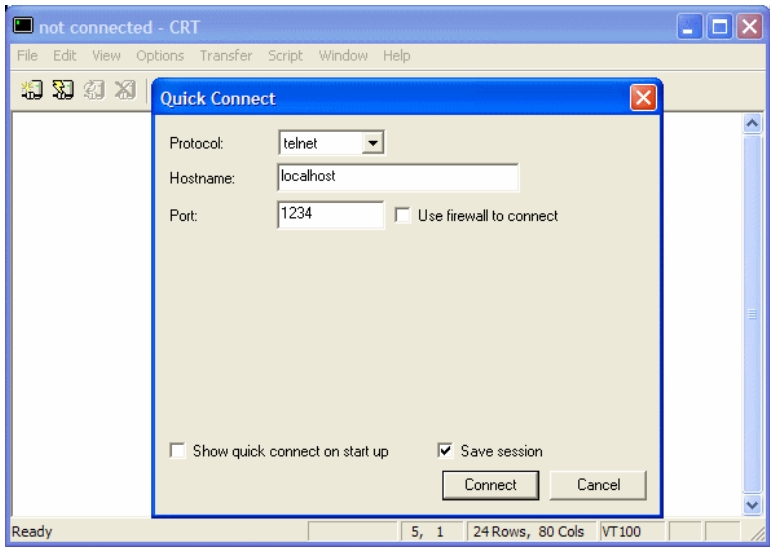 not connected - CRT
File Edit View Options Transfer Script Window Help
Quick Connect
Protocol: telnet
Hostname: localhost
Port: 1234 Use firewall to connect
Show quick connect on start up Save session
Connect Cancel
Ready 5, 1 24 Rows, 80 Cols VT100